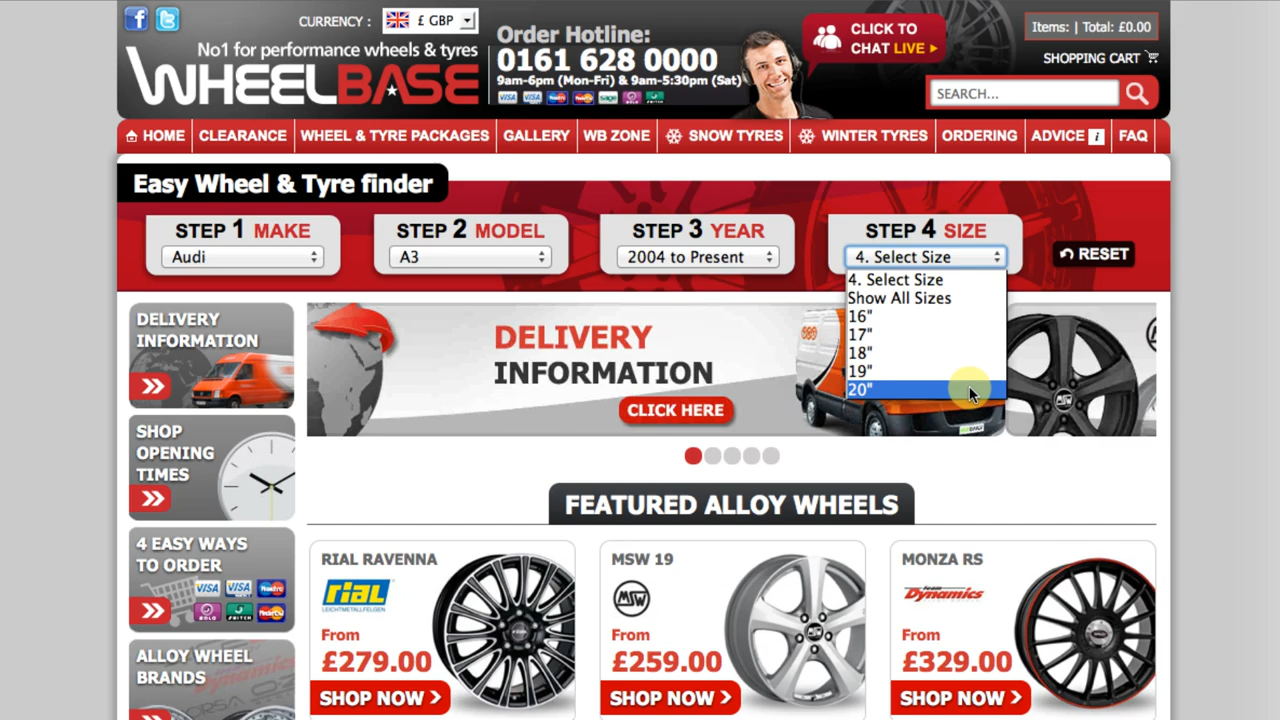 CURRENCY : £ GBP
No1 for performance wheels & tyres
WHEELBASE
Order Hotline:
0161 628 0000
9am-6pm (Mon-Fri) & 9am-5:30pm (Sat)
CLICK TO
CHAT LIVE
Items: | Total: £0.00
SHOPPING CART
SEARCH...
HOME CLEARANCE WHEEL & TYRE PACKAGES GALLERY WB ZONE SNOW TYRES WINTER TYRES ORDERING ADVICE i FAQ
Easy Wheel & Tyre finder
STEP 1 MAKE
Audi
STEP 2 MODEL
A3
STEP 3 YEAR
2004 to Present
STEP 4 SIZE
4. Select Size
RESET
4. Select Size
Show All Sizes
16"
17"
18"
19"
20"
DELIVERY
INFORMATION
SHOP
OPENING
TIMES
4 EASY WAYS
TO ORDER
ALLOY WHEEL
BRANDS
DELIVERY
INFORMATION
CLICK HERE
FEATURED ALLOY WHEELS
RIAL RAVENNA
rial
LEICHTMETALLFELGEN
From
£279.00
SHOP NOW
MSW 19
MSW
From
£259.00
SHOP NOW
MONZA RS
team
Dynamics
From
£329.00
SHOP NOW